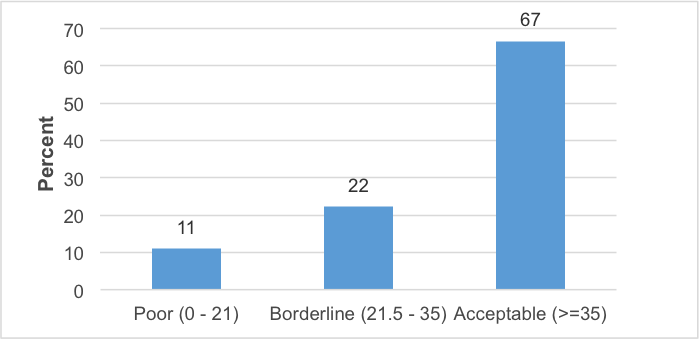 70
60
50
40
30
20
10
0
Percent
11
22
67
Poor (0 - 21)
Borderline (21.5 - 35)
Acceptable (>=35)